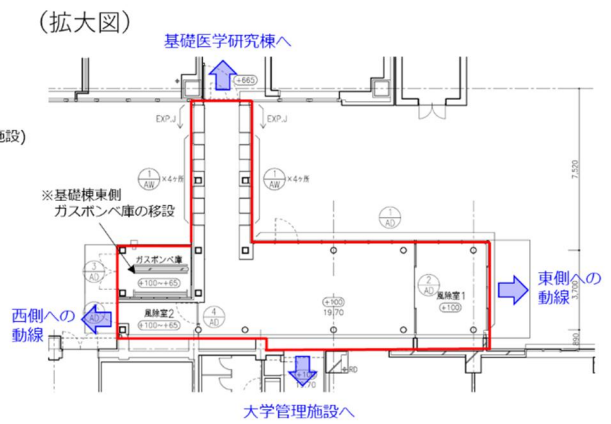 (拡大図)
基礎医学研究棟へ
+665
EXP.J
EXP.J
施設)
1
AW
×4ヶ所
1
AW
×4ヶ所
7,520
※基礎棟東側
ガスボンベ庫の移設
1
AD
ガスボンベ庫
3
AD
+100~+65
2
AD
東側への
動線
風除室1
+100
3,700
+100
19.70
西側への
動線
風除室2
+100~+65
4
AD
890
RD
大学管理施設へ